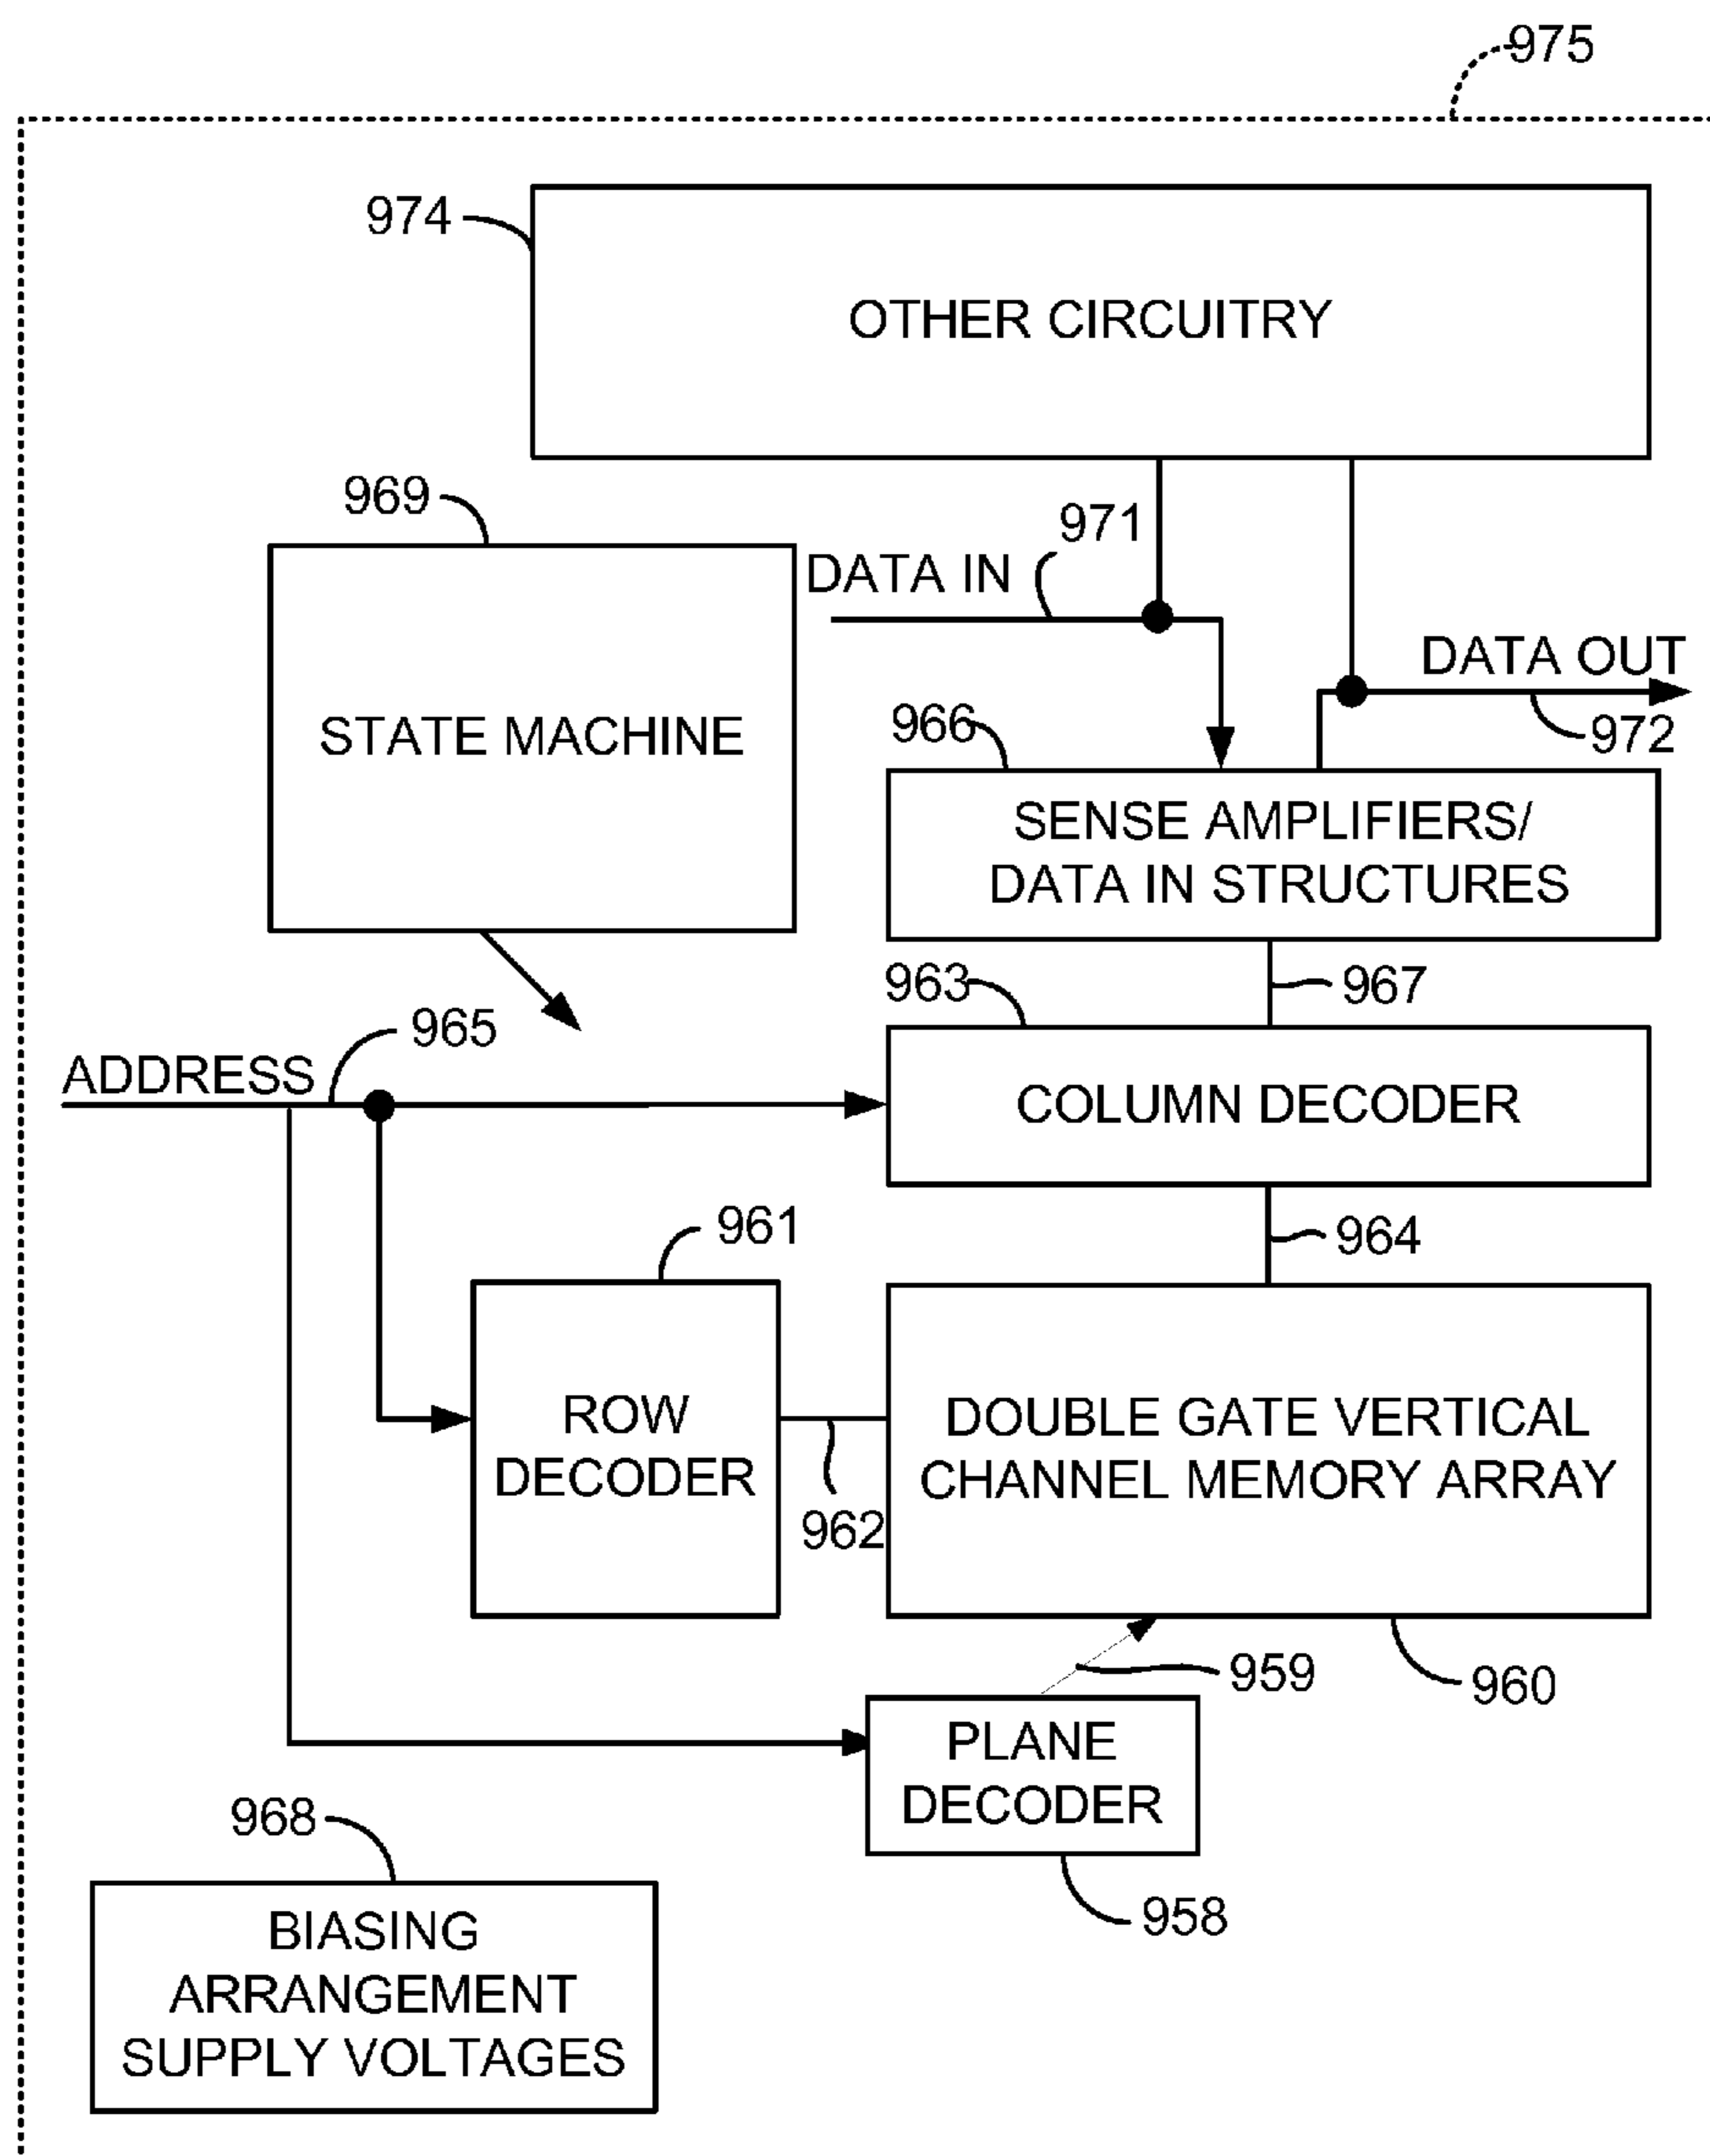 975
974
OTHER CIRCUITRY
969
971
DATA IN
DATA OUT
972
STATE MACHINE
966
SENSE AMPLIFIERS/
DATA IN STRUCTURES
963
967
965
ADDRESS
COLUMN DECODER
961
964
ROW
DECODER
962
DOUBLE GATE VERTICAL
CHANNEL MEMORY ARRAY
959
960
PLANE
DECODER
958
968
BIASING
ARRANGEMENT
SUPPLY VOLTAGES